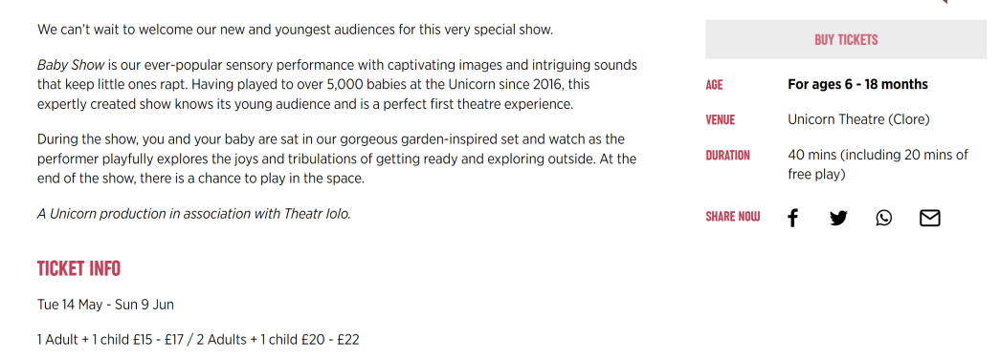 We can't wait to welcome our new and youngest audiences for this very special show.
Baby Show is our ever-popular sensory performance with captivating images and intriguing sounds
that keep little ones rapt. Having played to over 5,000 babies at the Unicorn since 2016, this
expertly created show knows its young audience and is a perfect first theatre experience.
During the show, you and your baby are sat in our gorgeous garden-inspired set and watch as the
performer playfully explores the joys and tribulations of getting ready and exploring outside. At the
end of the show, there is a chance to play in the space.
A Unicorn production in association with Theatr Iolo.
TICKET INFO
Tue 14 May - Sun 9 Jun
1 Adult + 1 child £15 - £17 / 2 Adults + 1 child £20 - £22
BUY TICKETS
AGE For ages 6 - 18 months
VENUE Unicorn Theatre (Clore)
DURATION 40 mins (including 20 mins of
free play)
SHARE NOW